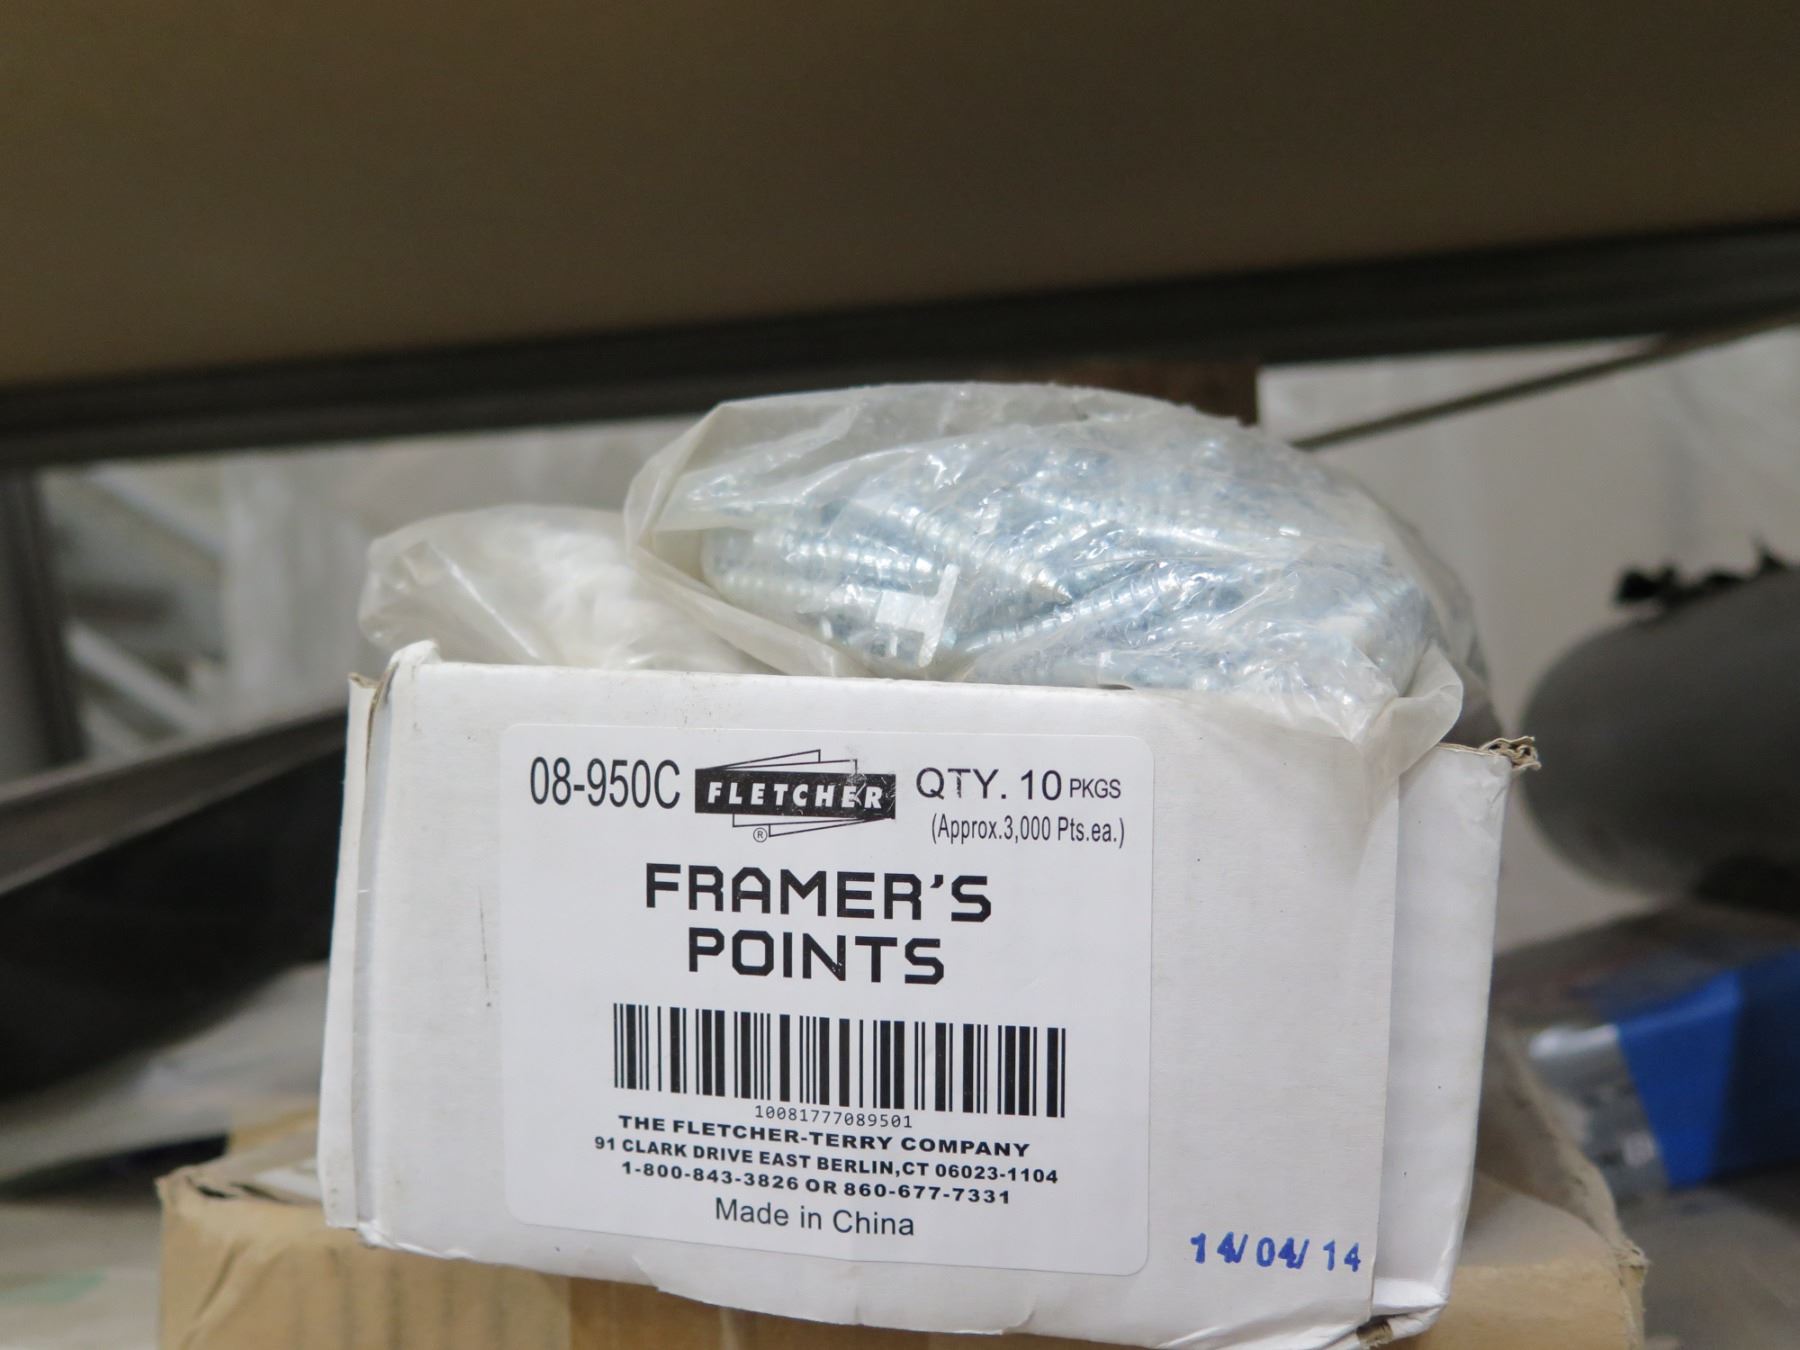 08-950C FLETCHER ® QTY. 10 PKGS
(Approx.3,000 Pts.ea.)
FRAMER'S
POINTS
10081777089501
THE FLETCHER-TERRY COMPANY
91 CLARK DRIVE EAST BERLIN,CT 06023-1104
1-800-843-3826 OR 860-677-7331
Made in China
14/04/14